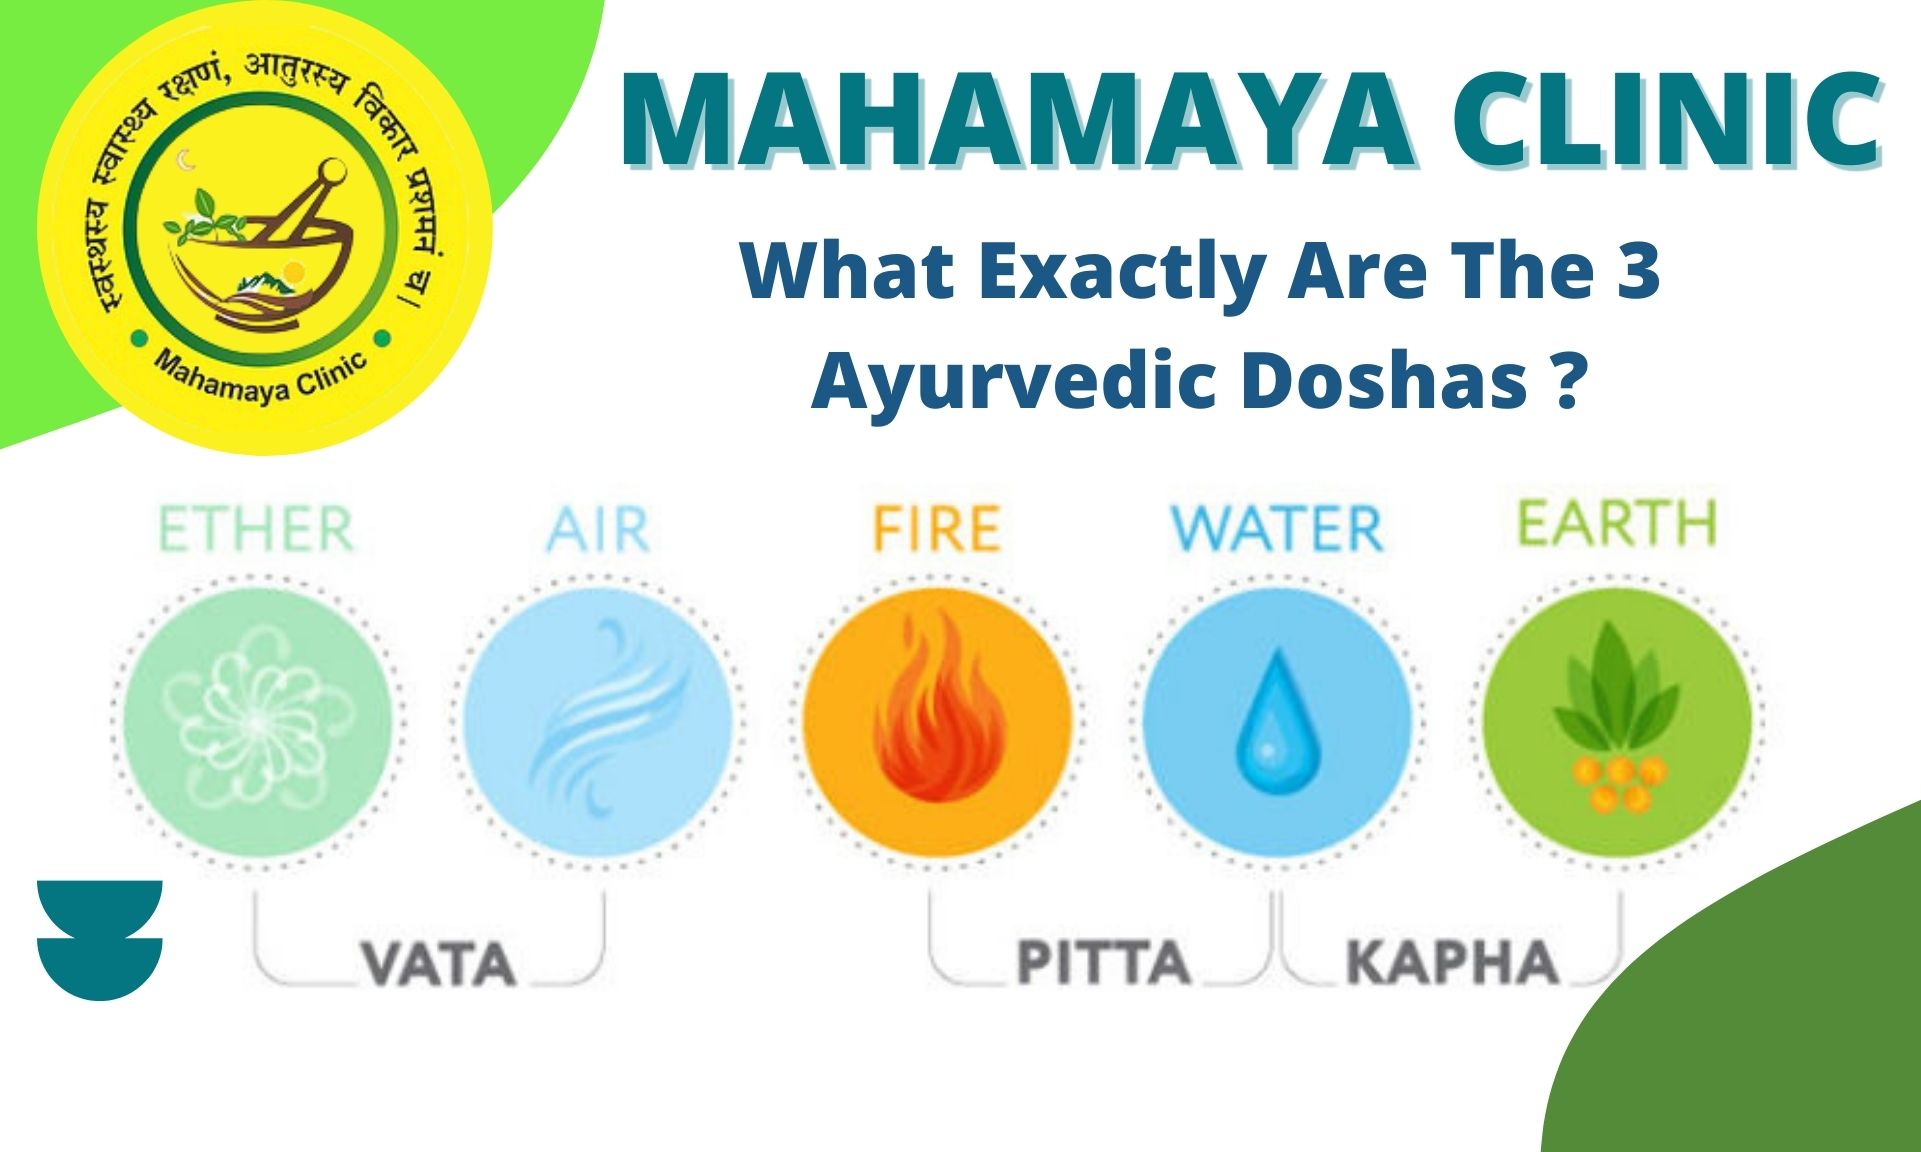 स्वस्थस्य स्वास्थ्य रक्षणं, आतुरस्य विकार प्रशमनं च।
Mahamaya Clinic
MAHAMAYA CLINIC
What Exactly Are The 3
Ayurvedic Doshas ?
ETHER AIR FIRE WATER EARTH
VATA PITTA KAPHA